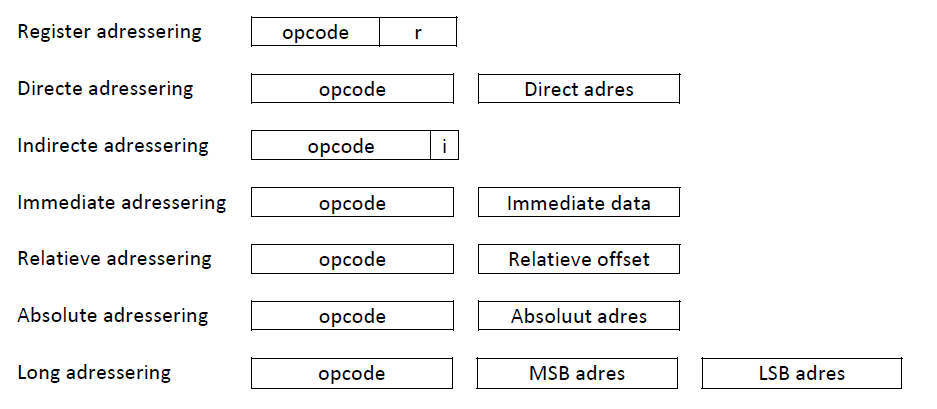 Register adressering opcode r
Directe adressering opcode Direct adres
Indirecte adressering opcode i
Immediate adressering opcode Immediate data
Relatieve adressering opcode Relatieve offset
Absolute adressering opcode Absoluut adres
Long adressering opcode MSB adres LSB adres